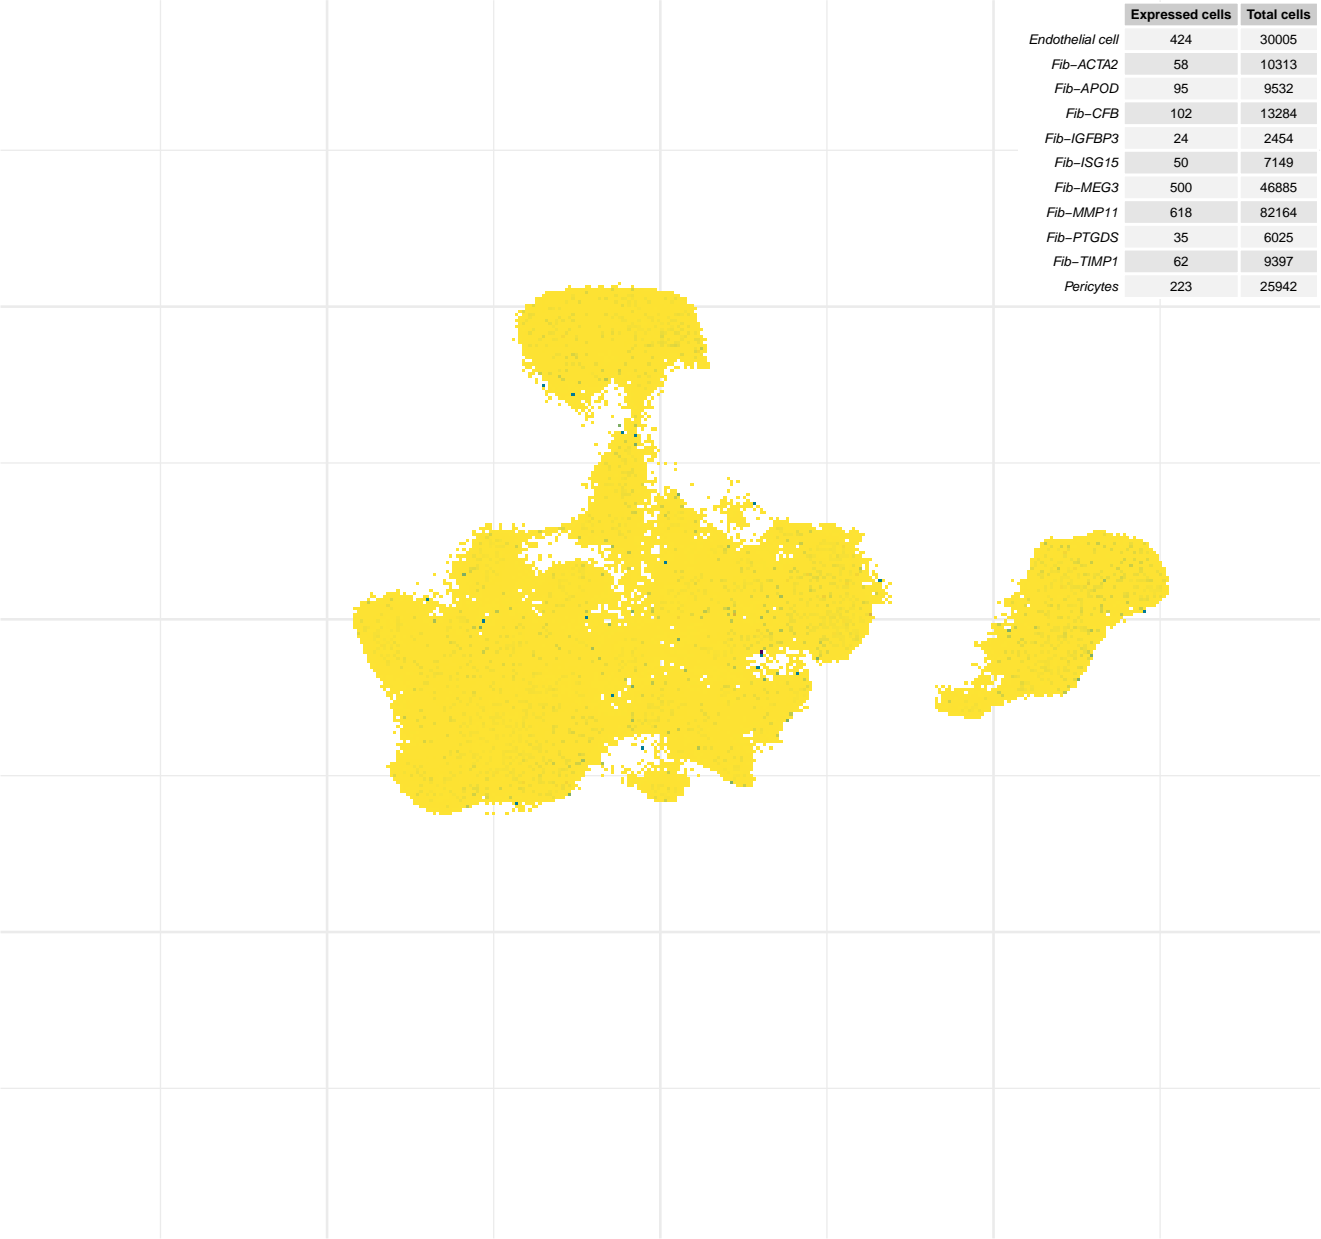 Expressed cells Total cells
Endothelial cell 424 30005
Fib−ACTA2 58 10313
Fib−APOD 95 9532
Fib−CFB 102 13284
Fib−IGFBP3 24 2454
Fib−ISG15 50 7149
Fib−MEG3 500 46885
Fib−MMP11 618 82164
Fib−PTGDS 35 6025
Fib−TIMP1 62 9397
Pericytes 223 25942